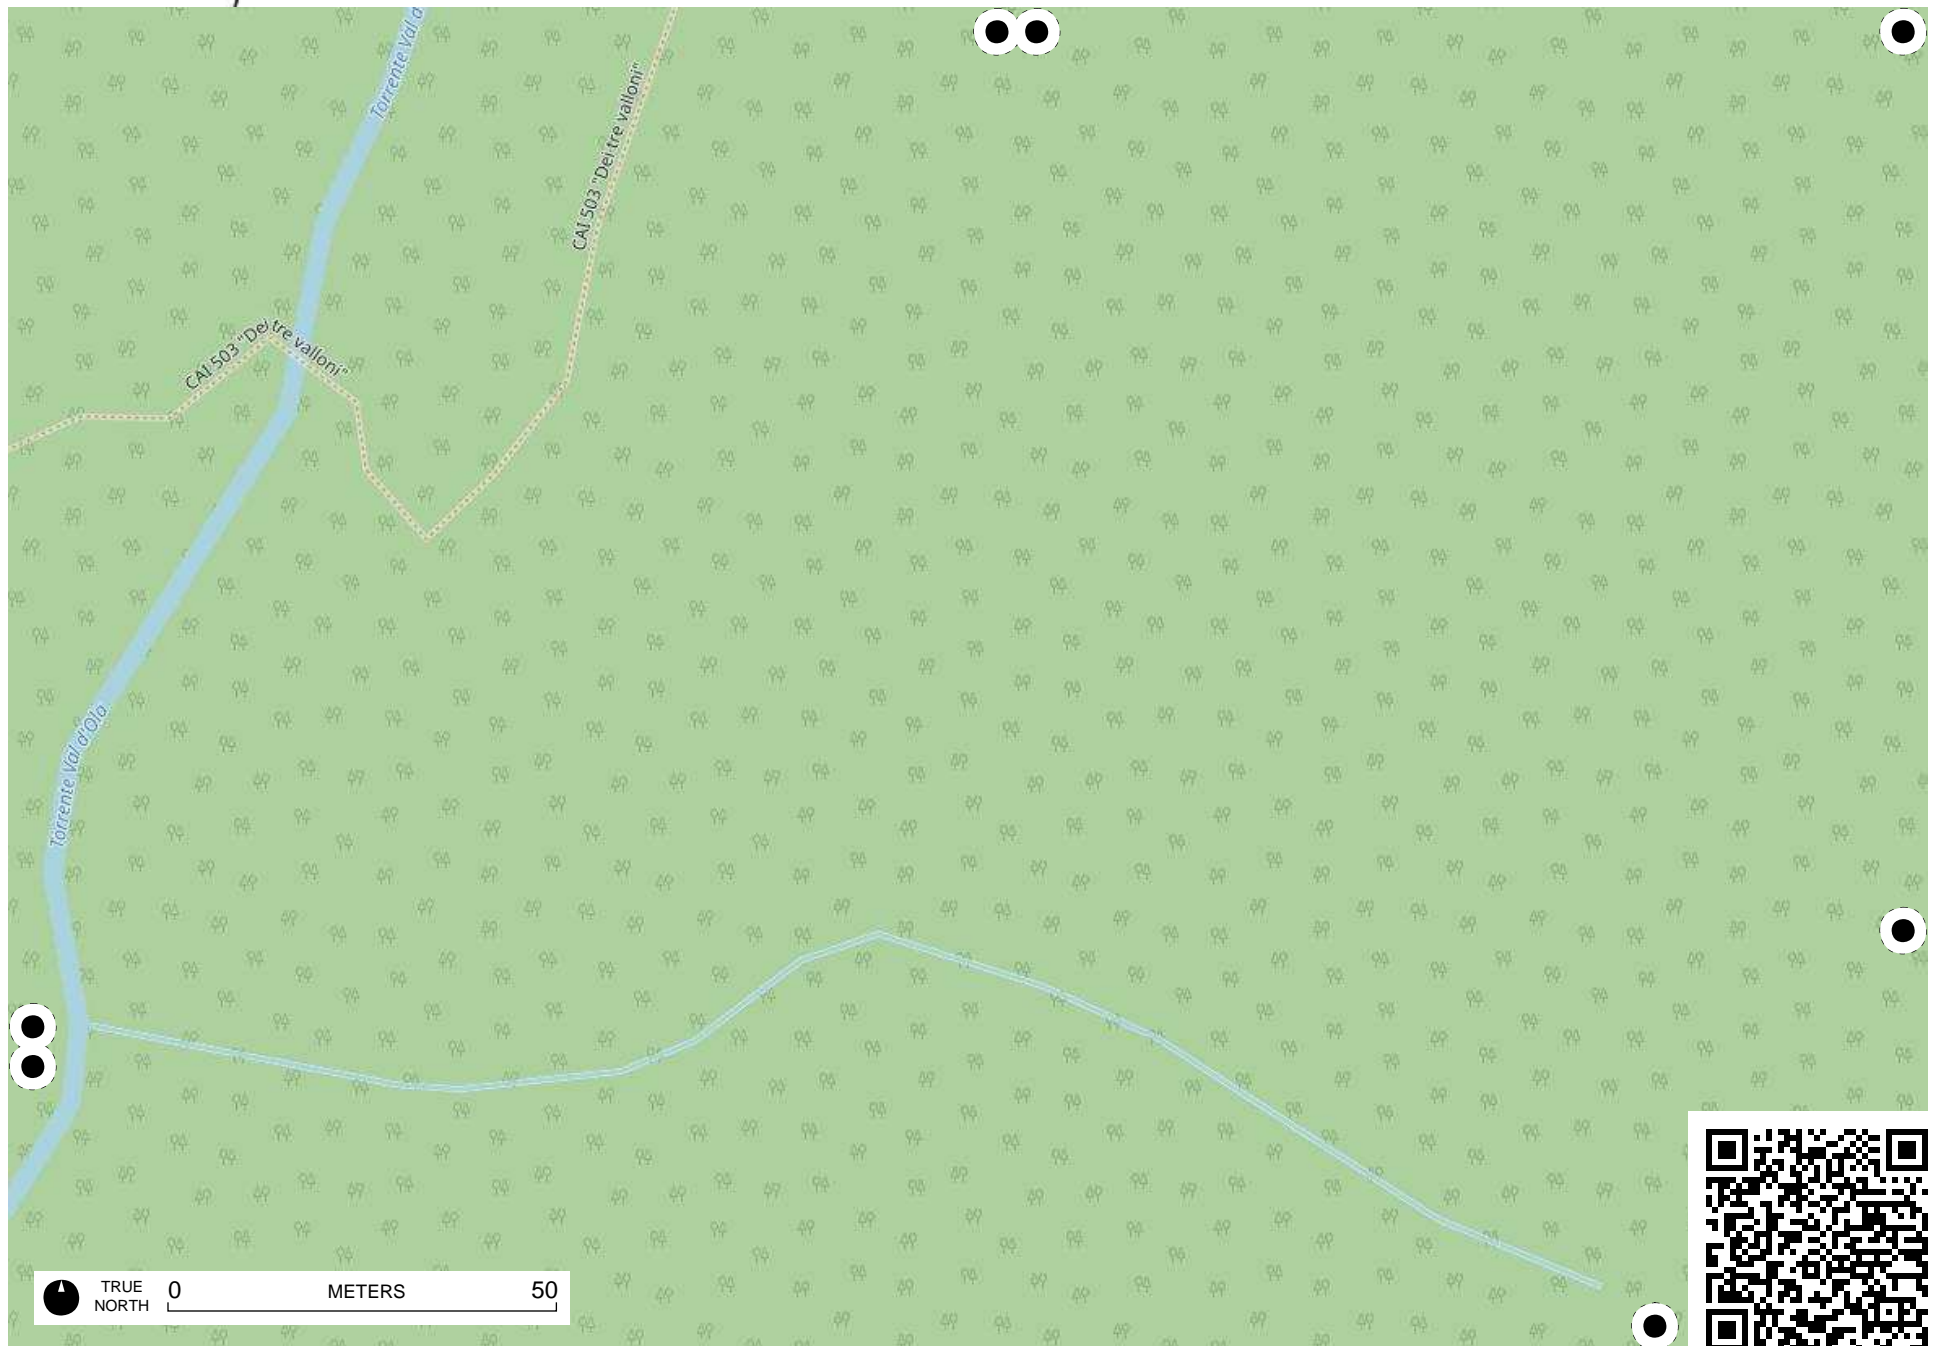 Torrente Val d
CAI 503 "Dei tre valloni"
CAI 503 "Dei tre valloni"
Torrente Val d'Ola
TRUE NORTH
0 METERS 50